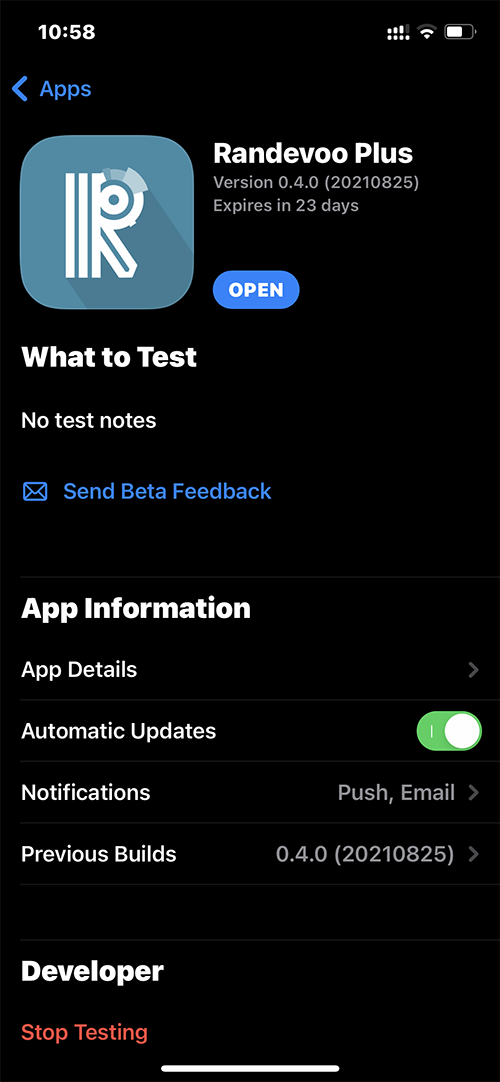 10:58
Apps
Randevoo Plus
Version 0.4.0 (20210825)
Expires in 23 days
OPEN
What to Test
No test notes
Send Beta Feedback
App Information
App Details
Automatic Updates
Notifications Push, Email
Previous Builds 0.4.0 (20210825)
Developer
Stop Testing